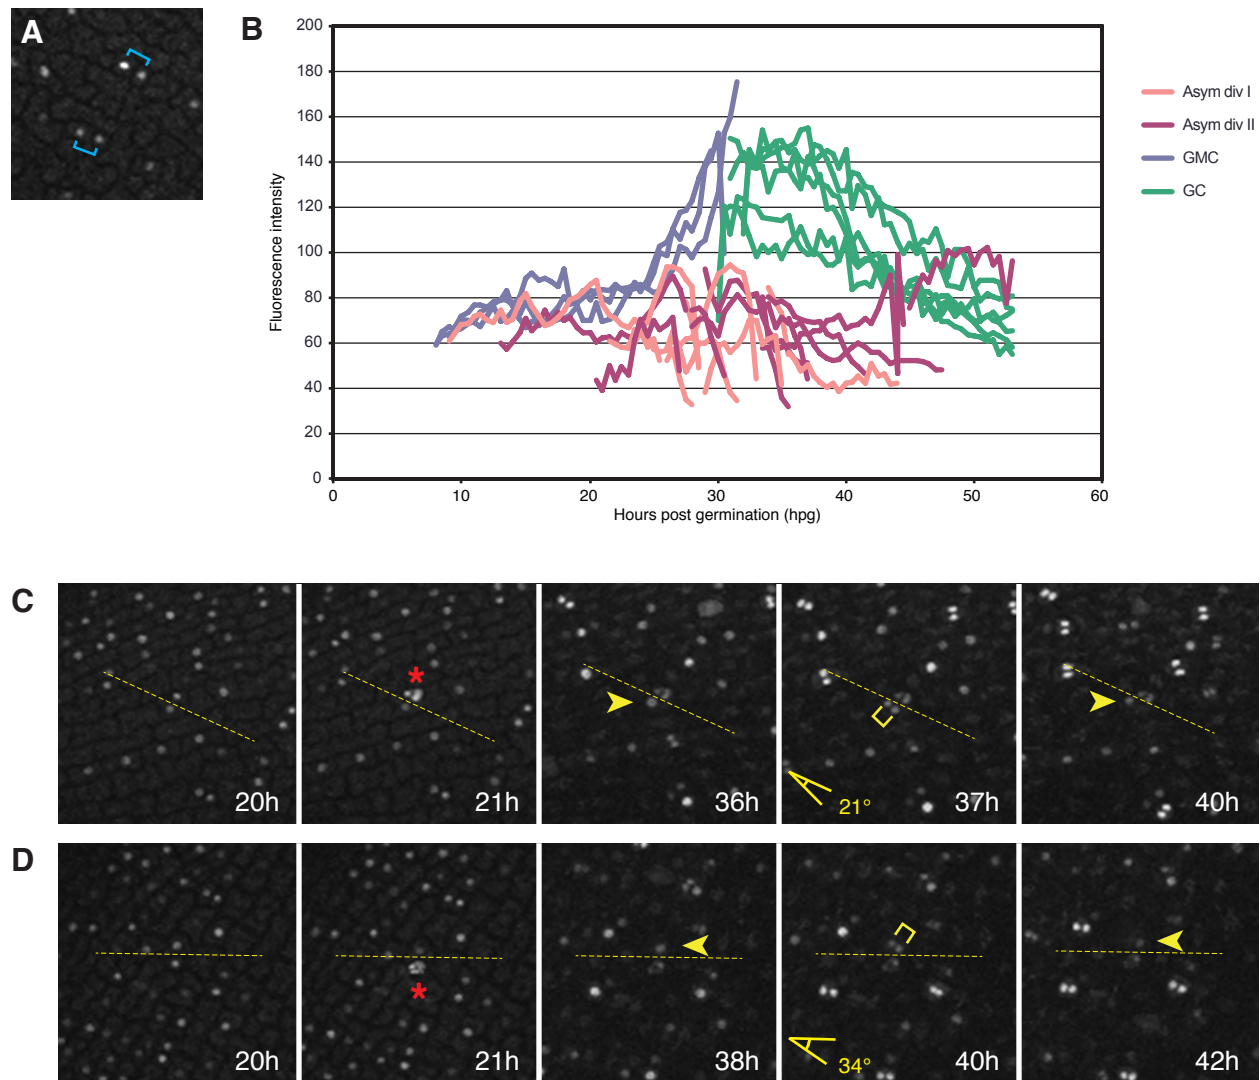 A
B
200
180
160
140
120
100
80
60
40
20
0
Fluorescence intensity
0 10 20 30 40 50 60
Hours post germination (hpg)
Asym div I
Asym div II
GMC
GC
C
20h
*
21h
36h
21°
37h
40h
D
20h
*
21h
38h
34°
40h
42h